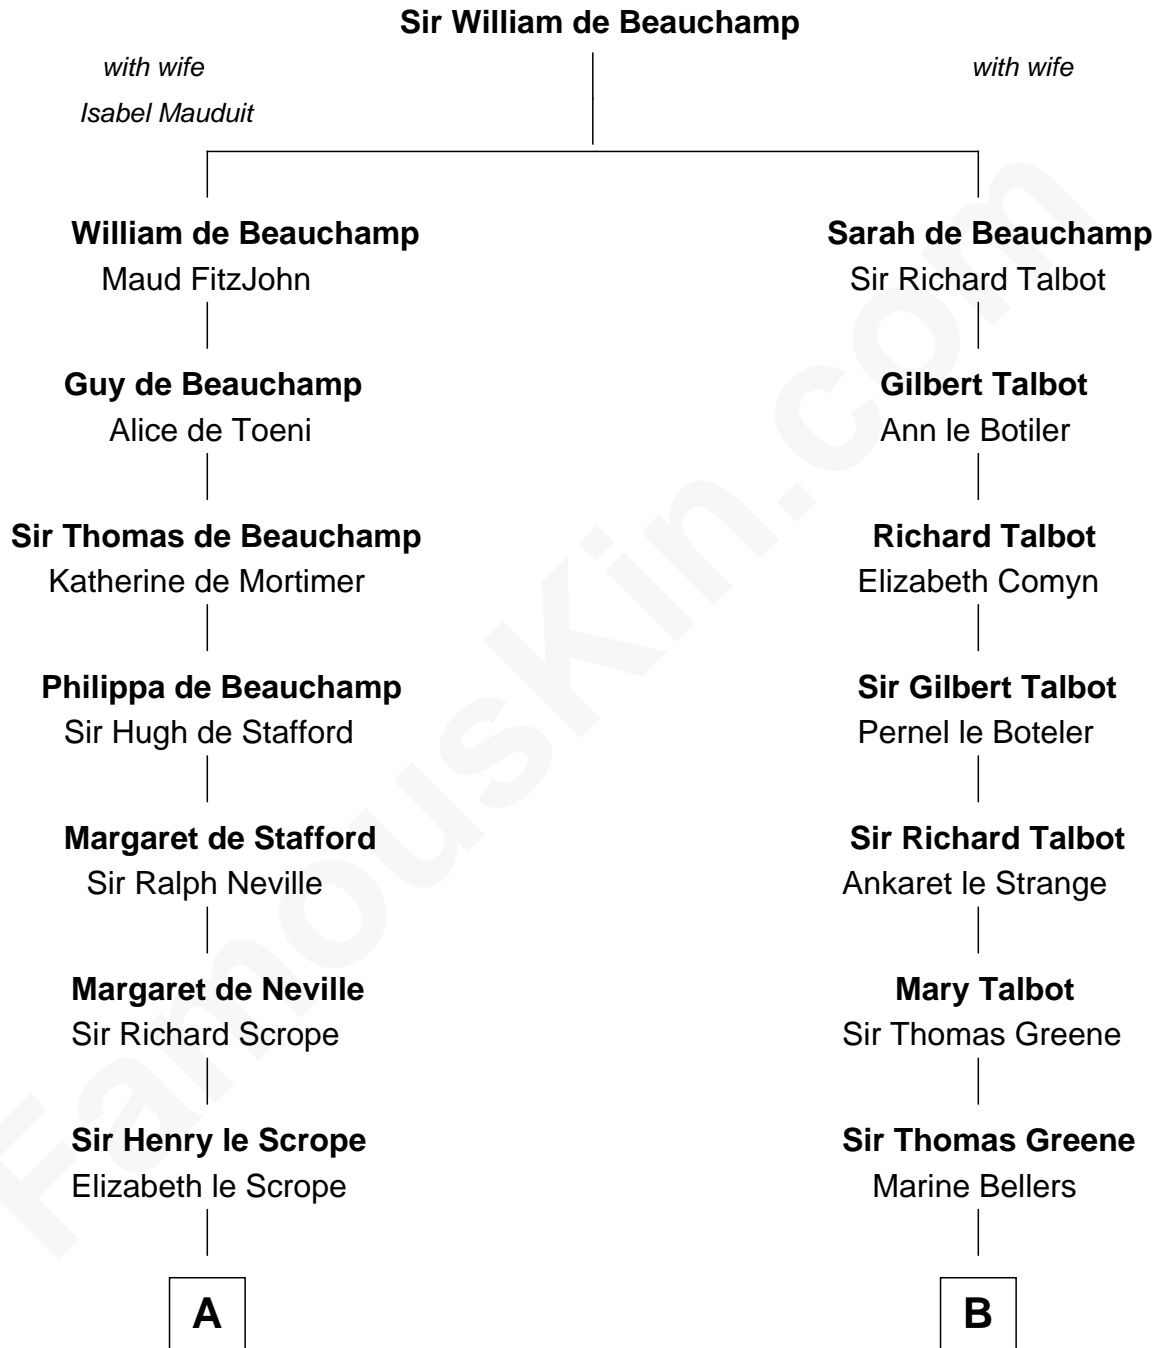 Sir William de Beauchamp
with wife
with wife
Isabel Mauduit
William de Beauchamp
Sarah de Beauchamp
Maud FitzJohn
Sir Richard Talbot
Guy de Beauchamp
Gilbert Talbot
Alice de Toeni
Ann le Botiler
Sir Thomas de Beauchamp
Richard Talbot
Katherine de Mortimer
Elizabeth Comyn
Philippa de Beauchamp
Sir Gilbert Talbot
Sir Hugh de Stafford
Pernel le Boteler
Margaret de Stafford
Sir Richard Talbot
Sir Ralph Neville
Ankaret le Strange
Margaret de Neville
Mary Talbot
Sir Richard Scrope
Sir Thomas Greene
Sir Henry le Scrope
Sir Thomas Greene
Elizabeth le Scrope
Marine Bellers
A
B
FamousKin.com